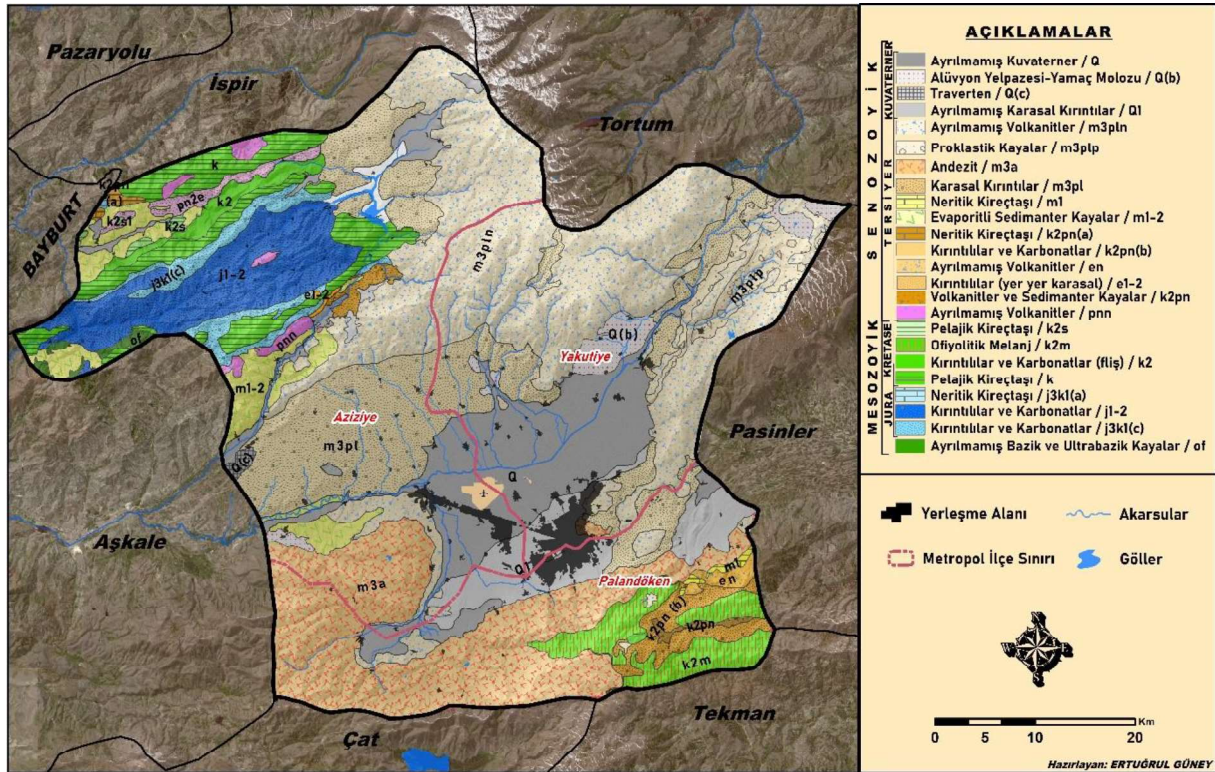 Pazaryolu
İspir
Tortum
BAYBURT
Pasinler
Aşkale
Çat
Tekman
Aziziye
Yakutiye
Palandöken
k
k2pn
(a)
pn2e
k2
k2s1
k2s
j3k1(c)
j1-2
e1-2
of
pnn
m1-2
m3pln
m3plp
Q(b)
m3pl
Q(c)
Q
Q1
m3a
m1
en
k2pn (b)
k2pn
k2m
AÇIKLAMALAR
SENOZOYİK
KUVATERNER
TERSİYER
MESOZOYİK
KRETASE
JURA
Ayrılmamış Kuvaterner / Q
Alüvyon Yelpazesi-Yamaç Molozu / Q(b)
Traverten / Q(c)
Ayrılmamış Karasal Kırıntılar / Q1
Ayrılmamış Volkanitler / m3pln
Proklastik Kayalar / m3plp
Andezit / m3a
Karasal Kırıntılar / m3pl
Neritik Kireçtaşı / m1
Evaporitli Sedimanter Kayalar / m1-2
Neritik Kireçtaşı / k2pn(a)
Kırıntılılar ve Karbonatlar / k2pn(b)
Ayrılmamış Volkanitler / en
Kırıntılılar (yer yer karasal) / e1-2
Volkanitler ve Sedimanter Kayalar / k2pn
Ayrılmamış Volkanitler / pnn
Pelajik Kireçtaşı / k2s
Ofiyolitik Melanj / k2m
Kırıntılılar ve Karbonatlar (fliş) / k2
Pelajik Kireçtaşı / k
Neritik Kireçtaşı / j3k1(a)
Kırıntılılar ve Karbonatlar / j1-2
Kırıntılılar ve Karbonatlar / j3k1(c)
Ayrılmamış Bazik ve Ultrabazik Kayalar / of
Yerleşme Alanı
Akarsular
Metropol İlçe Sınırı
Göller
N
W E
S
Km
0 5 10 20
Hazırlayan: ERTUĞRUL GÜNEY